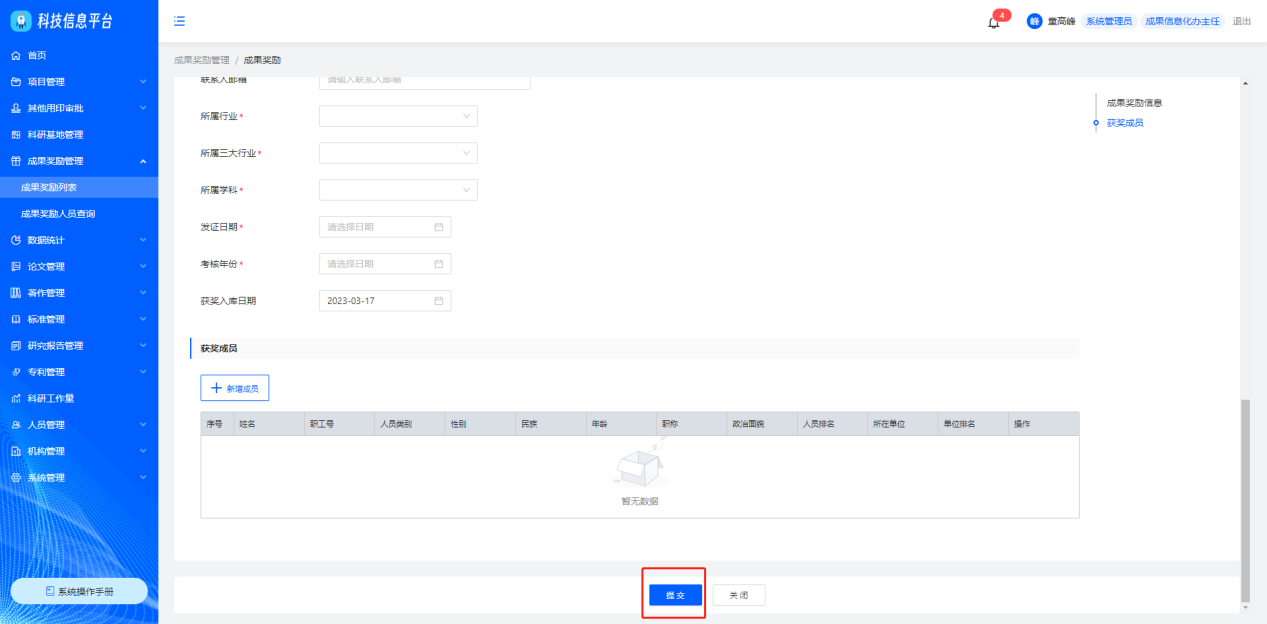 科技信息平台
4
峰 童高峰 系统管理员 成果信息化办主任 退出
首页
项目管理
其他用印审批
科研基地管理
成果奖励管理
成果奖励列表
成果奖励人员查询
数据统计
论文管理
著作管理
标准管理
研究报告管理
专利管理
科研工作量
人员管理
机构管理
系统管理
系统操作手册
成果奖励管理 / 成果奖励
联系人邮箱 请输入联系人邮箱
所属行业*
所属三大行业*
所属学科*
发证日期* 请选择日期
考核年份* 请选择日期
获奖入库日期 2023-03-17
获奖成员
新增成员
序号 姓名 职工号 人员类别 性别 民族 年龄 职称 政治面貌 人员排名 所在单位 单位排名 操作
暂无数据
提交 关闭
成果奖励信息
获奖成员